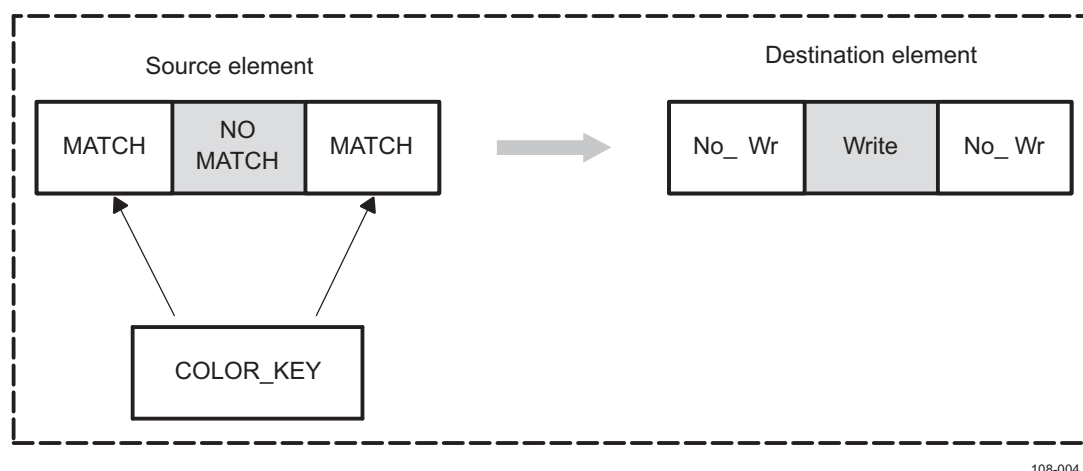 Source element
Destination element
MATCH
NO
MATCH
MATCH
No_ Wr
Write
No_ Wr
COLOR_KEY
108-004